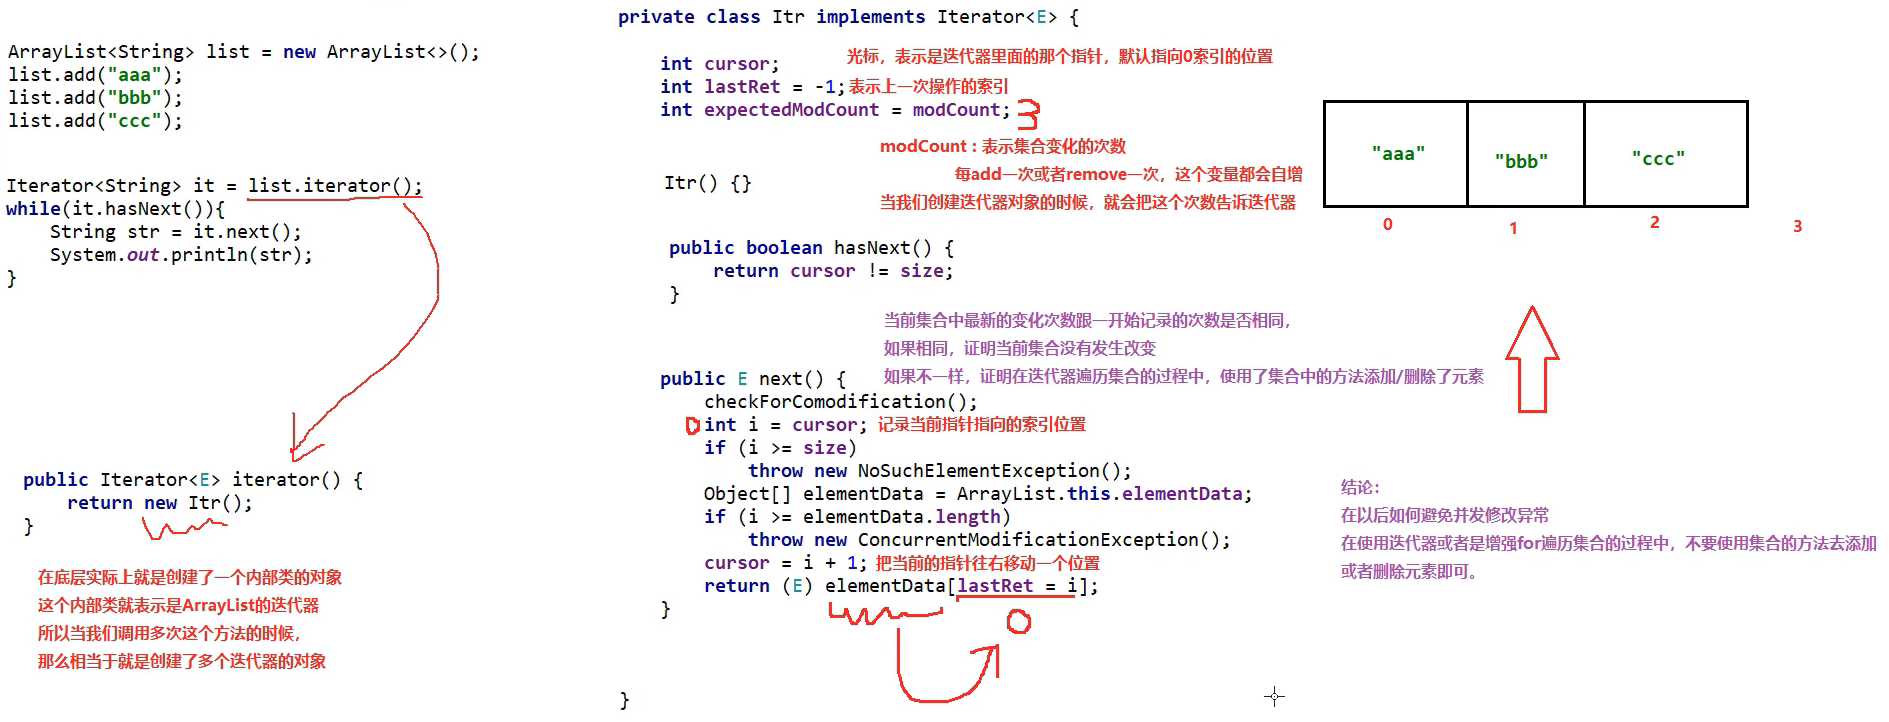 ArrayList<String> list = new ArrayList<>();
list.add("aaa");
list.add("bbb");
list.add("ccc");
Iterator<String> it = list.iterator();
while(it.hasNext()){
String str = it.next();
System.out.println(str);
}
public Iterator<E> iterator() {
return new Itr();
}
在底层实际上就是创建了一个内部类的对象
这个内部类就表示是ArrayList的迭代器
所以当我们调用多次这个方法的时候,
那么相当于就是创建了多个迭代器的对象
private class Itr implements Iterator<E> {
int cursor; 光标，表示是迭代器里面的那个指针，默认指向0索引的位置
int lastRet = -1; 表示上一次操作的索引
int expectedModCount = modCount; 3
modCount：表示集合变化的次数
每add一次或者remove一次，这个变量都会自增
Itr() {}
当我们创建迭代器对象的时候，就会把这个次数告诉迭代器
public boolean hasNext() {
return cursor != size;
}
当前集合中最新的变化次数跟一开始记录的次数是否相同,
如果相同，证明当前集合没有发生改变
如果不一样，证明在迭代器遍历集合的过程中，使用了集合中的方法添加/删除了元素
public E next() {
checkForComodification();
0 int i = cursor; 记录当前指针指向的索引位置
if (i >= size)
throw new NoSuchElementException();
Object[] elementData = ArrayList.this.elementData;
if (i >= elementData.length)
throw new ConcurrentModificationException();
cursor = i + 1; 把当前的指针往右移动一个位置
return (E) elementData[lastRet = i];
}
0
}
"aaa" "bbb" "ccc"
0 1 2 3
结论：
在以后如何避免并发修改异常
在使用迭代器或者是增强for遍历集合的过程中，不要使用集合的方法去添加
或者删除元素即可。